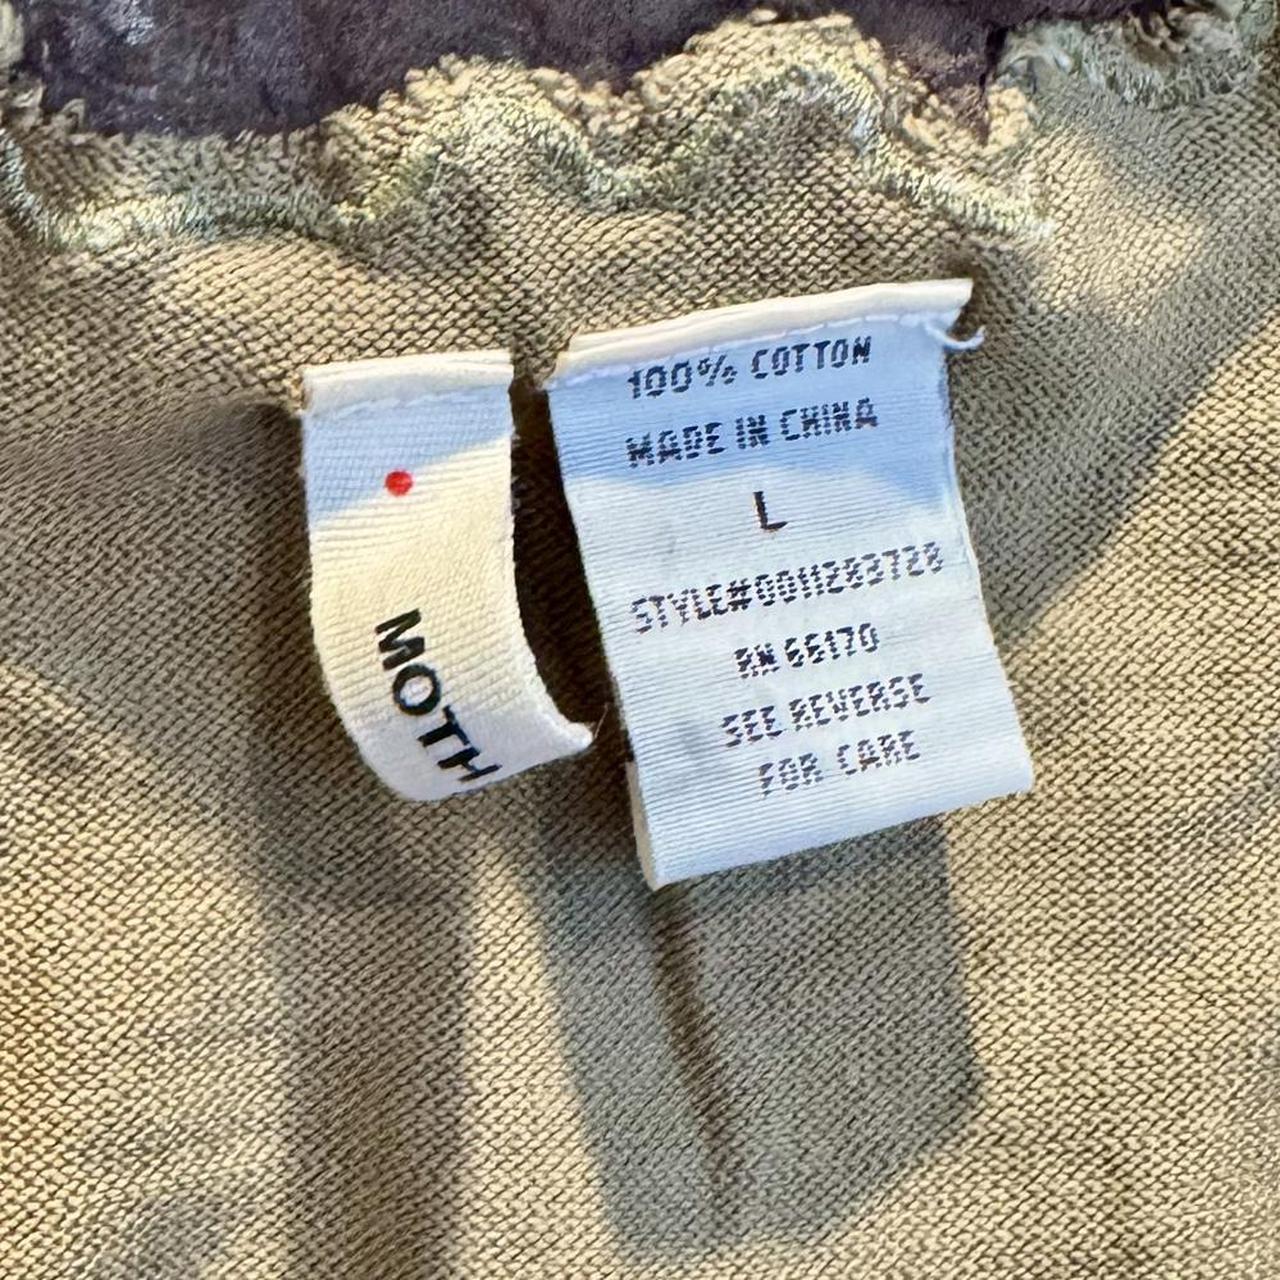 MOTH
100% COTTON
MADE IN CHINA
L
STYLE#0011283728
RN 66170
SEE REVERSE
FOR CARE